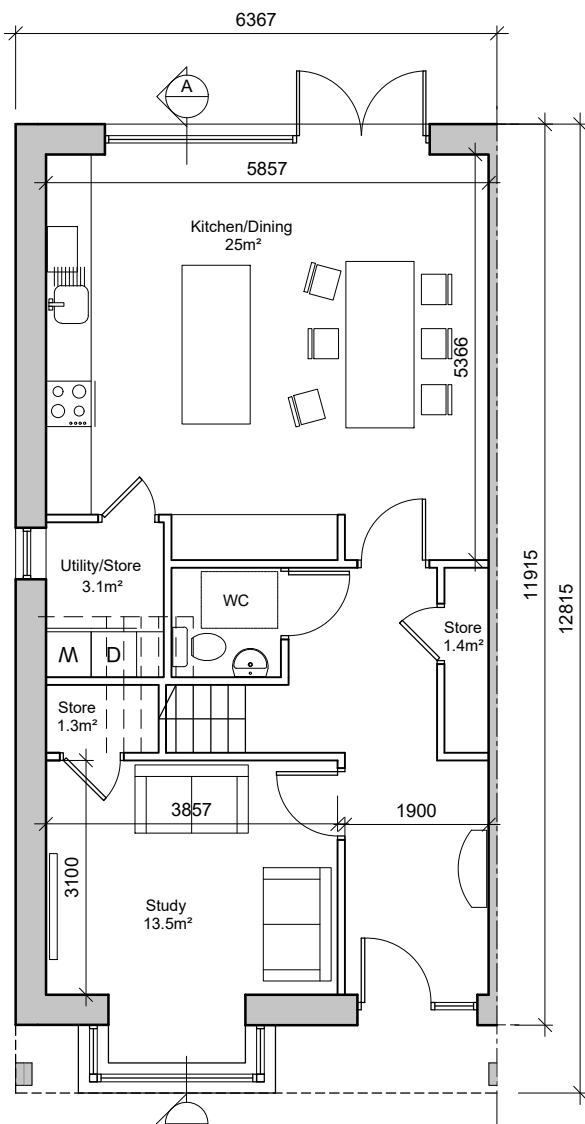 6367
A
5857
Kitchen/Dining
25m²
5366
Utility/Store
3.1m²
WC
M
D
Store
1.4m²
Store
1.3m²
11915
12815
3857
1900
3100
Study
13.5m²